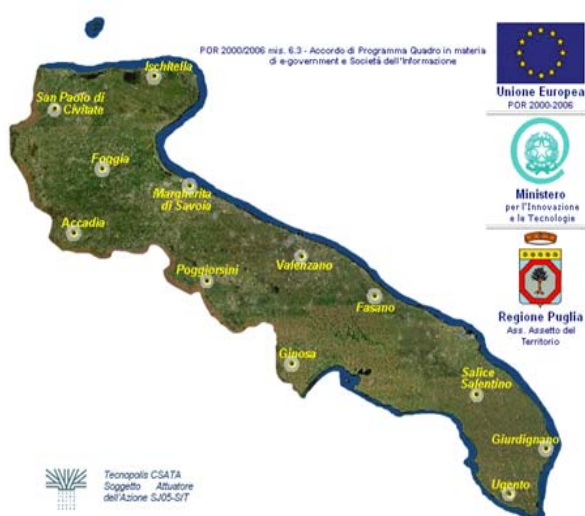 POR 2000/2006 mis. 6.3 - Accordo di Programma Quadro in materia
di e-government e Società dell'Informazione
Unione Europea
POR 2000-2006
Ministero
per l'Innovazione
e le Tecnologie
Regione Puglia
Ass. Assetto del
Territorio
Ischitella
San Paolo di
Civitate
Foggia
Margherita
di Savoia
Accadia
Poggiorsini
Valenzano
Fasano
Ginosa
Salice
Salentino
Giurdignano
Ugento
Tecnopolis CSATA
Soggetto Attuatore
dell'Azione SJ05-SIT